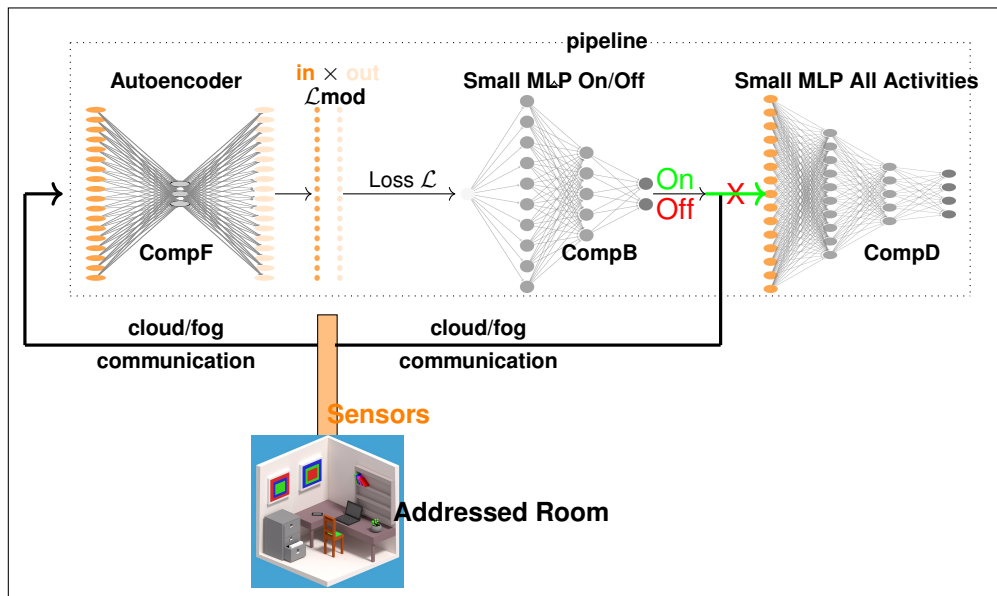 pipeline
Autoencoder
in × out
ℒmod
Small MLP On/Off
Small MLP All Activities
Loss ℒ
On
Off
X
CompF
CompB
CompD
cloud/fog
communication
cloud/fog
communication
Sensors
Addressed Room